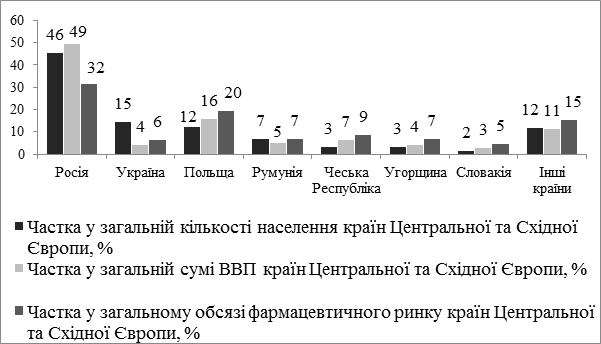 60
50
40
30
20
10
0
46 49 32
15 4 6
12 16 20
7 5 7
3 7 9
3 4 7
2 3 5
12 11 15
Росія Україна Польща Румунія Чеська Угорщина Словакія Інші
Республіка країни
Частка у загальній кількості населення країн Центральної та Східної
Європи, %
Частка у загальній сумі ВВП країн Центральної та Східної Європи, %
Частка у загальному обсязі фармацевтичного ринку країн Центральної
та Східної Європи, %